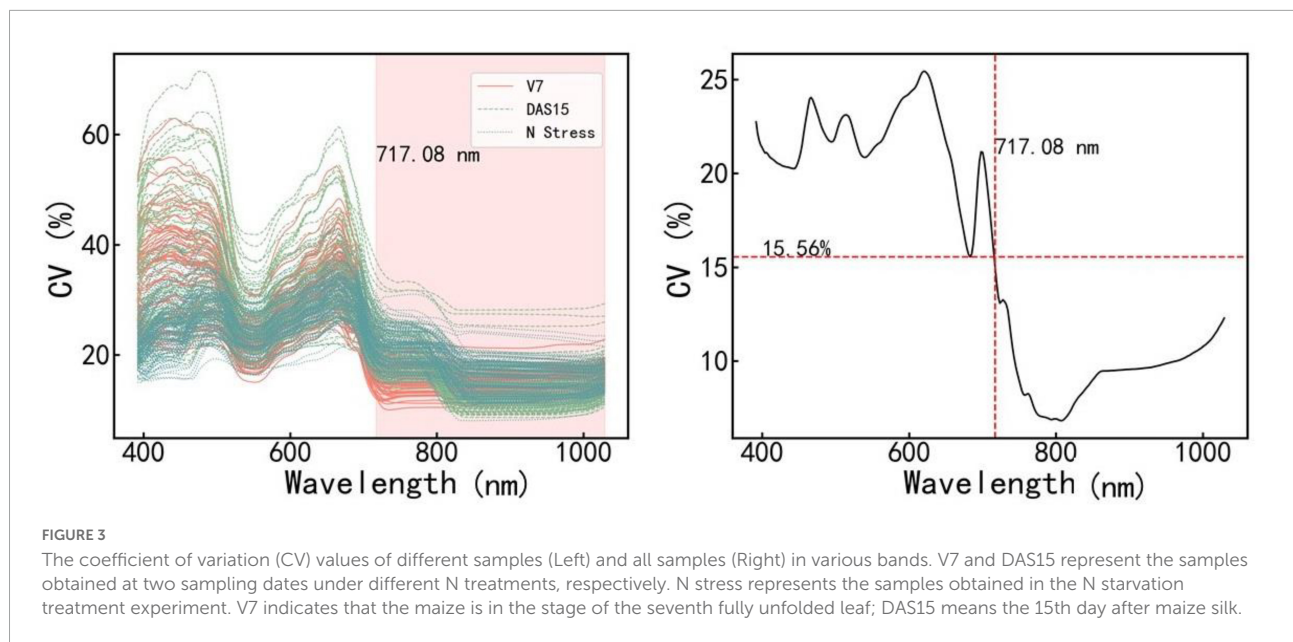 V7
DAS15
N Stress
717.08 nm
60
40
20
CV (%)
400
600
800
1000
Wavelength (nm)
25
20
15
10
CV (%)
717.08 nm
15.56%
400
600
800
1000
Wavelength (nm)
FIGURE 3
The coefficient of variation (CV) values of different samples (Left) and all samples (Right) in various bands. V7 and DAS15 represent the samples
obtained at two sampling dates under different N treatments, respectively. N stress represents the samples obtained in the N starvation
treatment experiment. V7 indicates that the maize is in the stage of the seventh fully unfolded leaf; DAS15 means the 15th day after maize silk.